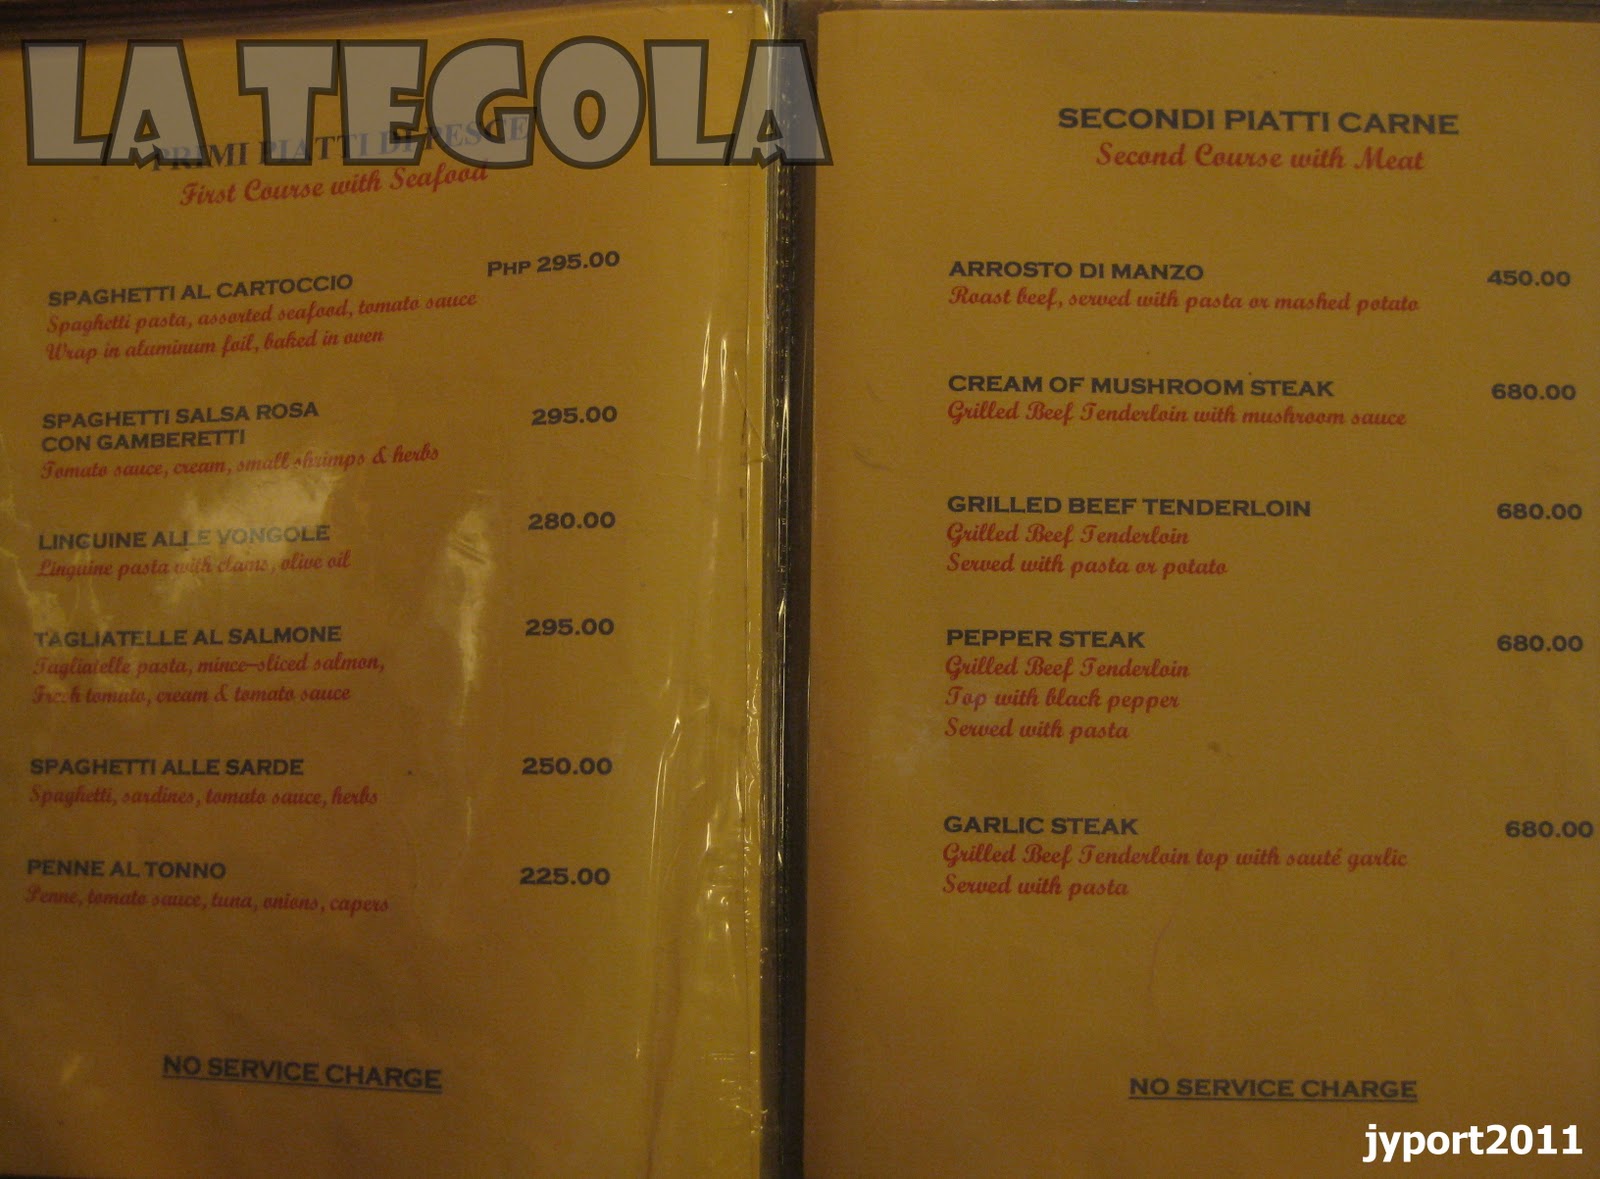 LA TEGOLA
PRIMI PIATTI DI PESCE
First Course with Seafood
SPAGHETTI AL CARTOCCIO PHP 295.00
Spaghetti pasta, assorted seafood, tomato sauce
Wrap in aluminum foil, baked in oven
SPAGHETTI SALSA ROSA 295.00
CON GAMBERETTI
Tomato sauce, cream, small shrimps & herbs
LINGUINE ALLE VONGOLE 280.00
Linguine pasta with clams, olive oil
TAGLIATELLE AL SALMONE 295.00
Tagliatelle pasta, mince-sliced salmon,
Fresh tomato, cream & tomato sauce
SPAGHETTI ALLE SARDE 250.00
Spaghetti, sardines, tomato sauce, herbs
PENNE AL TONNO 225.00
Penne, tomato sauce, tuna, onions, capers
NO SERVICE CHARGE
SECONDI PIATTI CARNE
Second Course with Meat
ARROSTO DI MANZO 450.00
Roast beef, served with pasta or mashed potato
CREAM OF MUSHROOM STEAK 680.00
Grilled Beef Tenderloin with mushroom sauce
GRILLED BEEF TENDERLOIN 680.00
Grilled Beef Tenderloin
Served with pasta or potato
PEPPER STEAK 680.00
Grilled Beef Tenderloin
Top with black pepper
Served with pasta
GARLIC STEAK 680.00
Grilled Beef Tenderloin top with sauté garlic
Served with pasta
NO SERVICE CHARGE
jyport2011